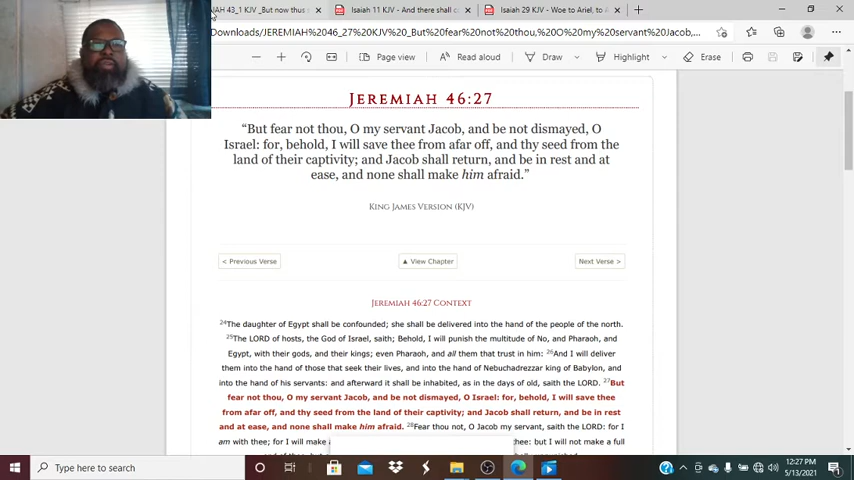 IAH 43_1 KJV _But now thus s
Isaiah 11 KJV - And there shall c
Isaiah 29 KJV - Woe to Ariel, to A
Downloads/JEREMIAH%2046_27%20KJV%20_But%20fear%20not%20thou,%20O%20my%20servant%20Jacob,...
Page view
Read aloud
Draw
Highlight
Erase
JEREMIAH 46:27
“But fear not thou, O my servant Jacob, and be not dismayed, O
Israel: for, behold, I will save thee from afar off, and thy seed from the
land of their captivity; and Jacob shall return, and be in rest and at
ease, and none shall make him afraid.”
KING JAMES VERSION (KJV)
< Previous Verse
▲ View Chapter
Next Verse >
JEREMIAH 46:27 CONTEXT
24The daughter of Egypt shall be confounded; she shall be delivered into the hand of the people of the north.
25The LORD of hosts, the God of Israel, saith; Behold, I will punish the multitude of No, and Pharaoh, and
Egypt, with their gods, and their kings; even Pharaoh, and all them that trust in him: 26And I will deliver
them into the hand of those that seek their lives, and into the hand of Nebuchadrezzar king of Babylon, and
into the hand of his servants: and afterward it shall be inhabited, as in the days of old, saith the LORD. 27But
fear not thou, O my servant Jacob, and be not dismayed, O Israel: for, behold, I will save thee
from afar off, and thy seed from the land of their captivity; and Jacob shall return, and be in rest
and at ease, and none shall make him afraid. 28Fear thou not, O Jacob my servant, saith the LORD: for I
am with thee; for I will make thee: but I will not make a full
Type here to search
12:27 PM
5/13/2021